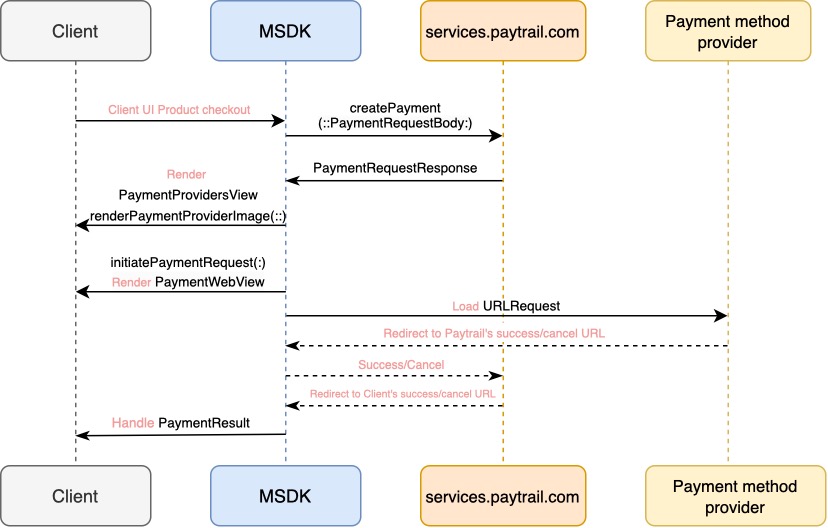 Client
MSDK
services.paytrail.com
Payment method
provider
Client UI Product checkout
createPayment
(::PaymentRequestBody:)
PaymentRequestResponse
Render
PaymentProvidersView
renderPaymentProviderImage(::)
initiatePaymentRequest(:)
Render PaymentWebView
Load URLRequest
Redirect to Paytrail's success/cancel URL
Success/Cancel
Redirect to Client's success/cancel URL
Handle PaymentResult
Client
MSDK
services.paytrail.com
Payment method
provider